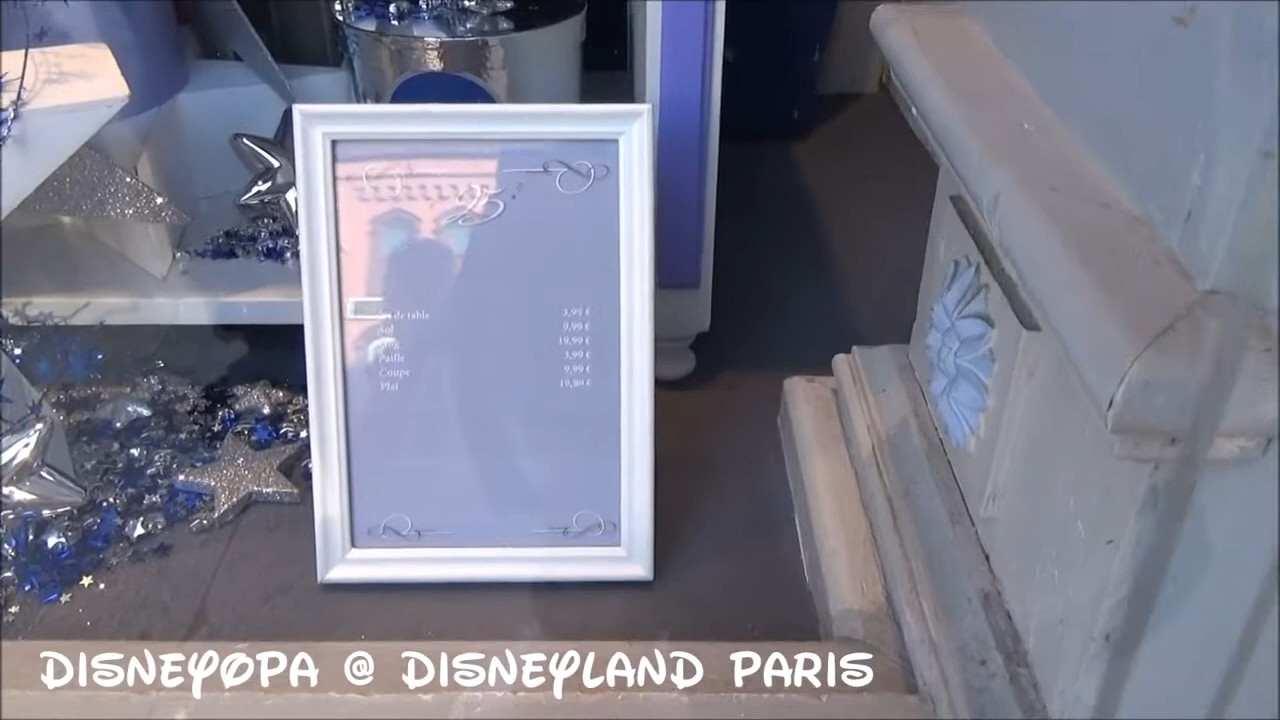 25
de table 3,99 €
Bol 9,99 €
Mug 19,99 €
Paille 3,99 €
Coupe 9,99 €
Plat 19,99 €
DISNEYOPA @ DISNEYLAND PARIS